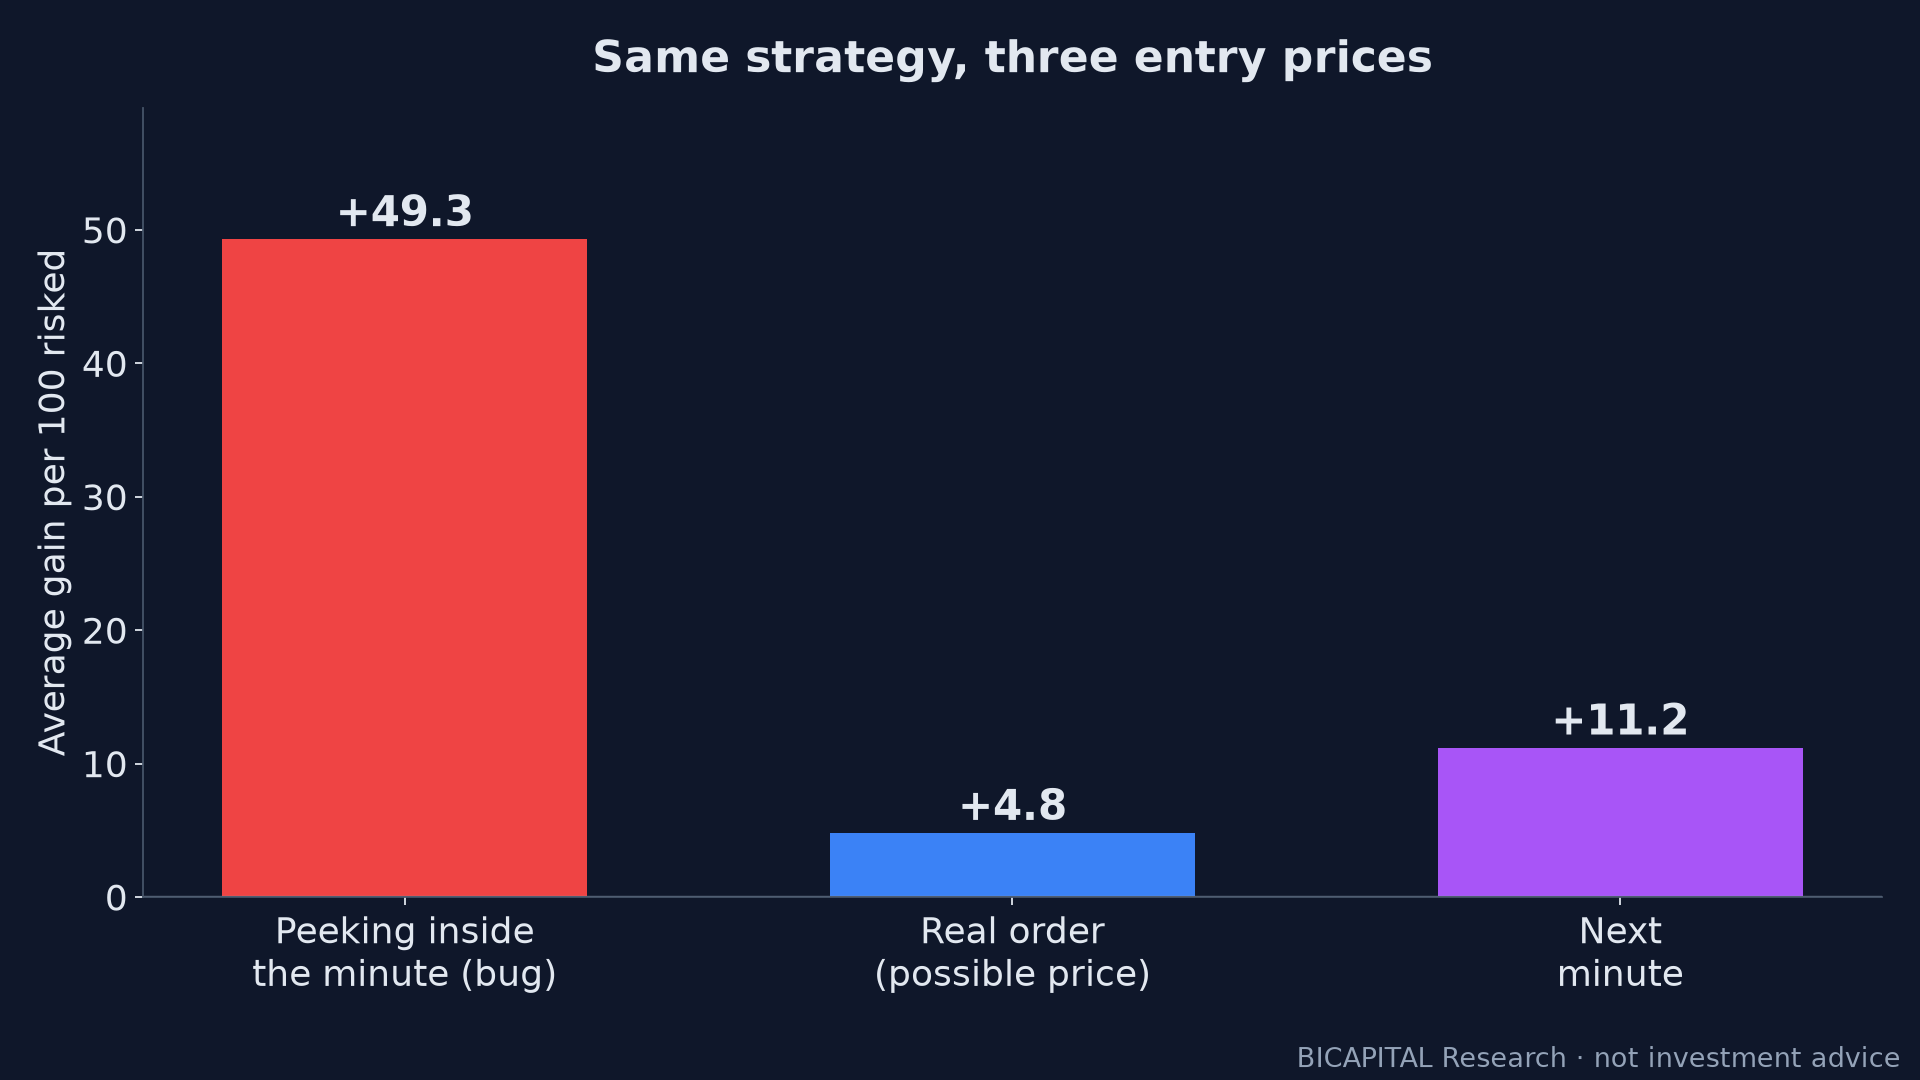 Same strategy, three entry prices
Average gain per 100 risked
50
40
30
20
10
0
+49.3
+4.8
+11.2
Peeking inside
the minute (bug)
Real order
(possible price)
Next
minute
BICAPITAL Research · not investment advice